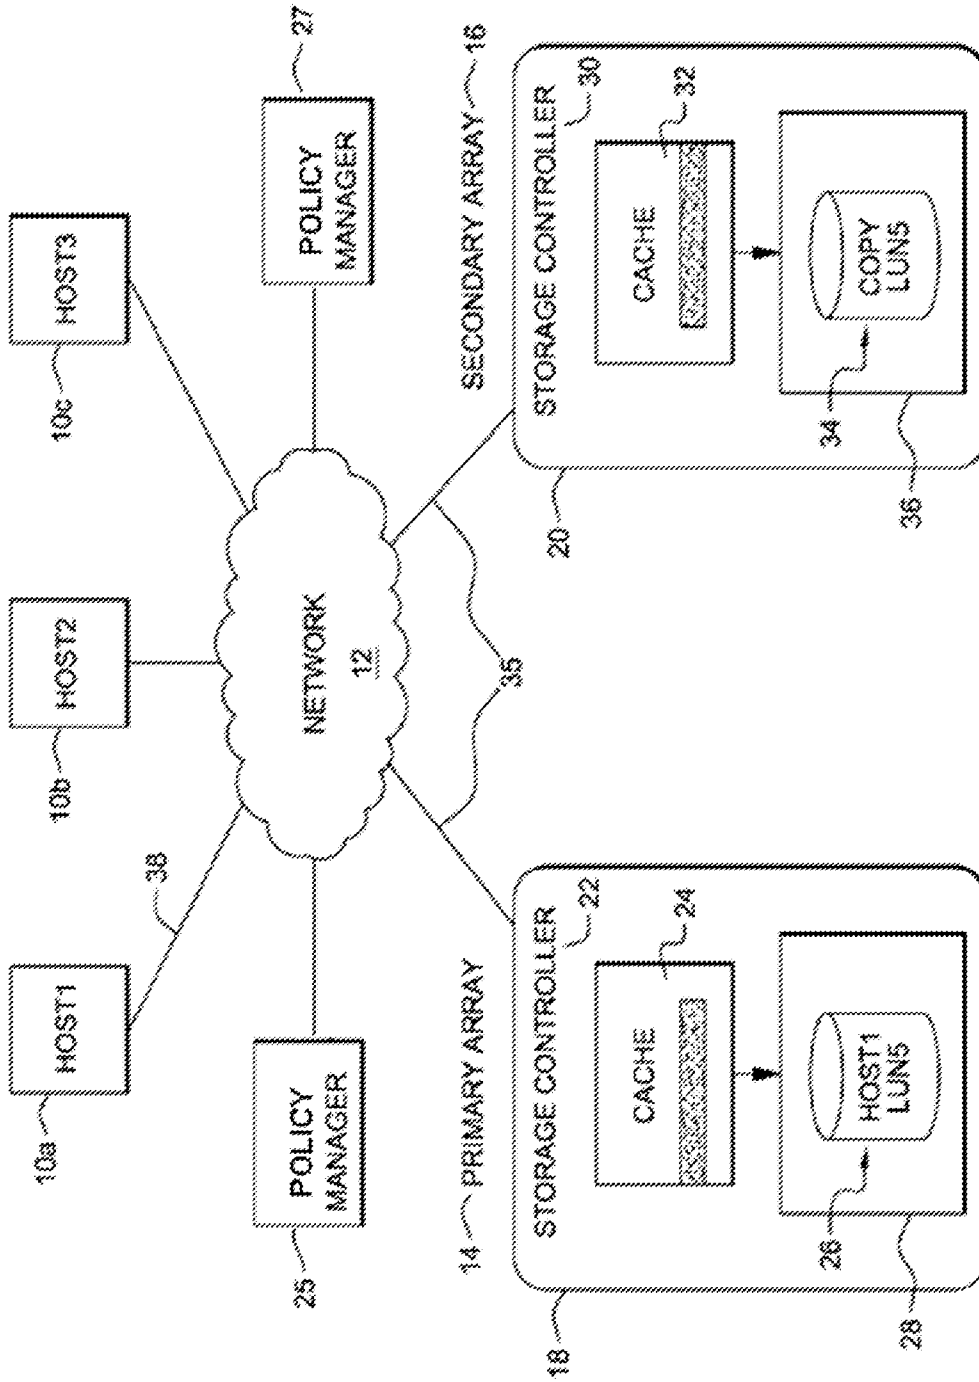 10a
HOST1
10b
HOST2
10c
HOST3
38
25
POLICY
MANAGER
NETWORK
12
POLICY
MANAGER
27
35
14
PRIMARY ARRAY
SECONDARY ARRAY
16
18
STORAGE CONTROLLER
22
CACHE
24
26
HOST1
LUN5
28
20
STORAGE CONTROLLER
30
CACHE
32
34
COPY
LUN5
36